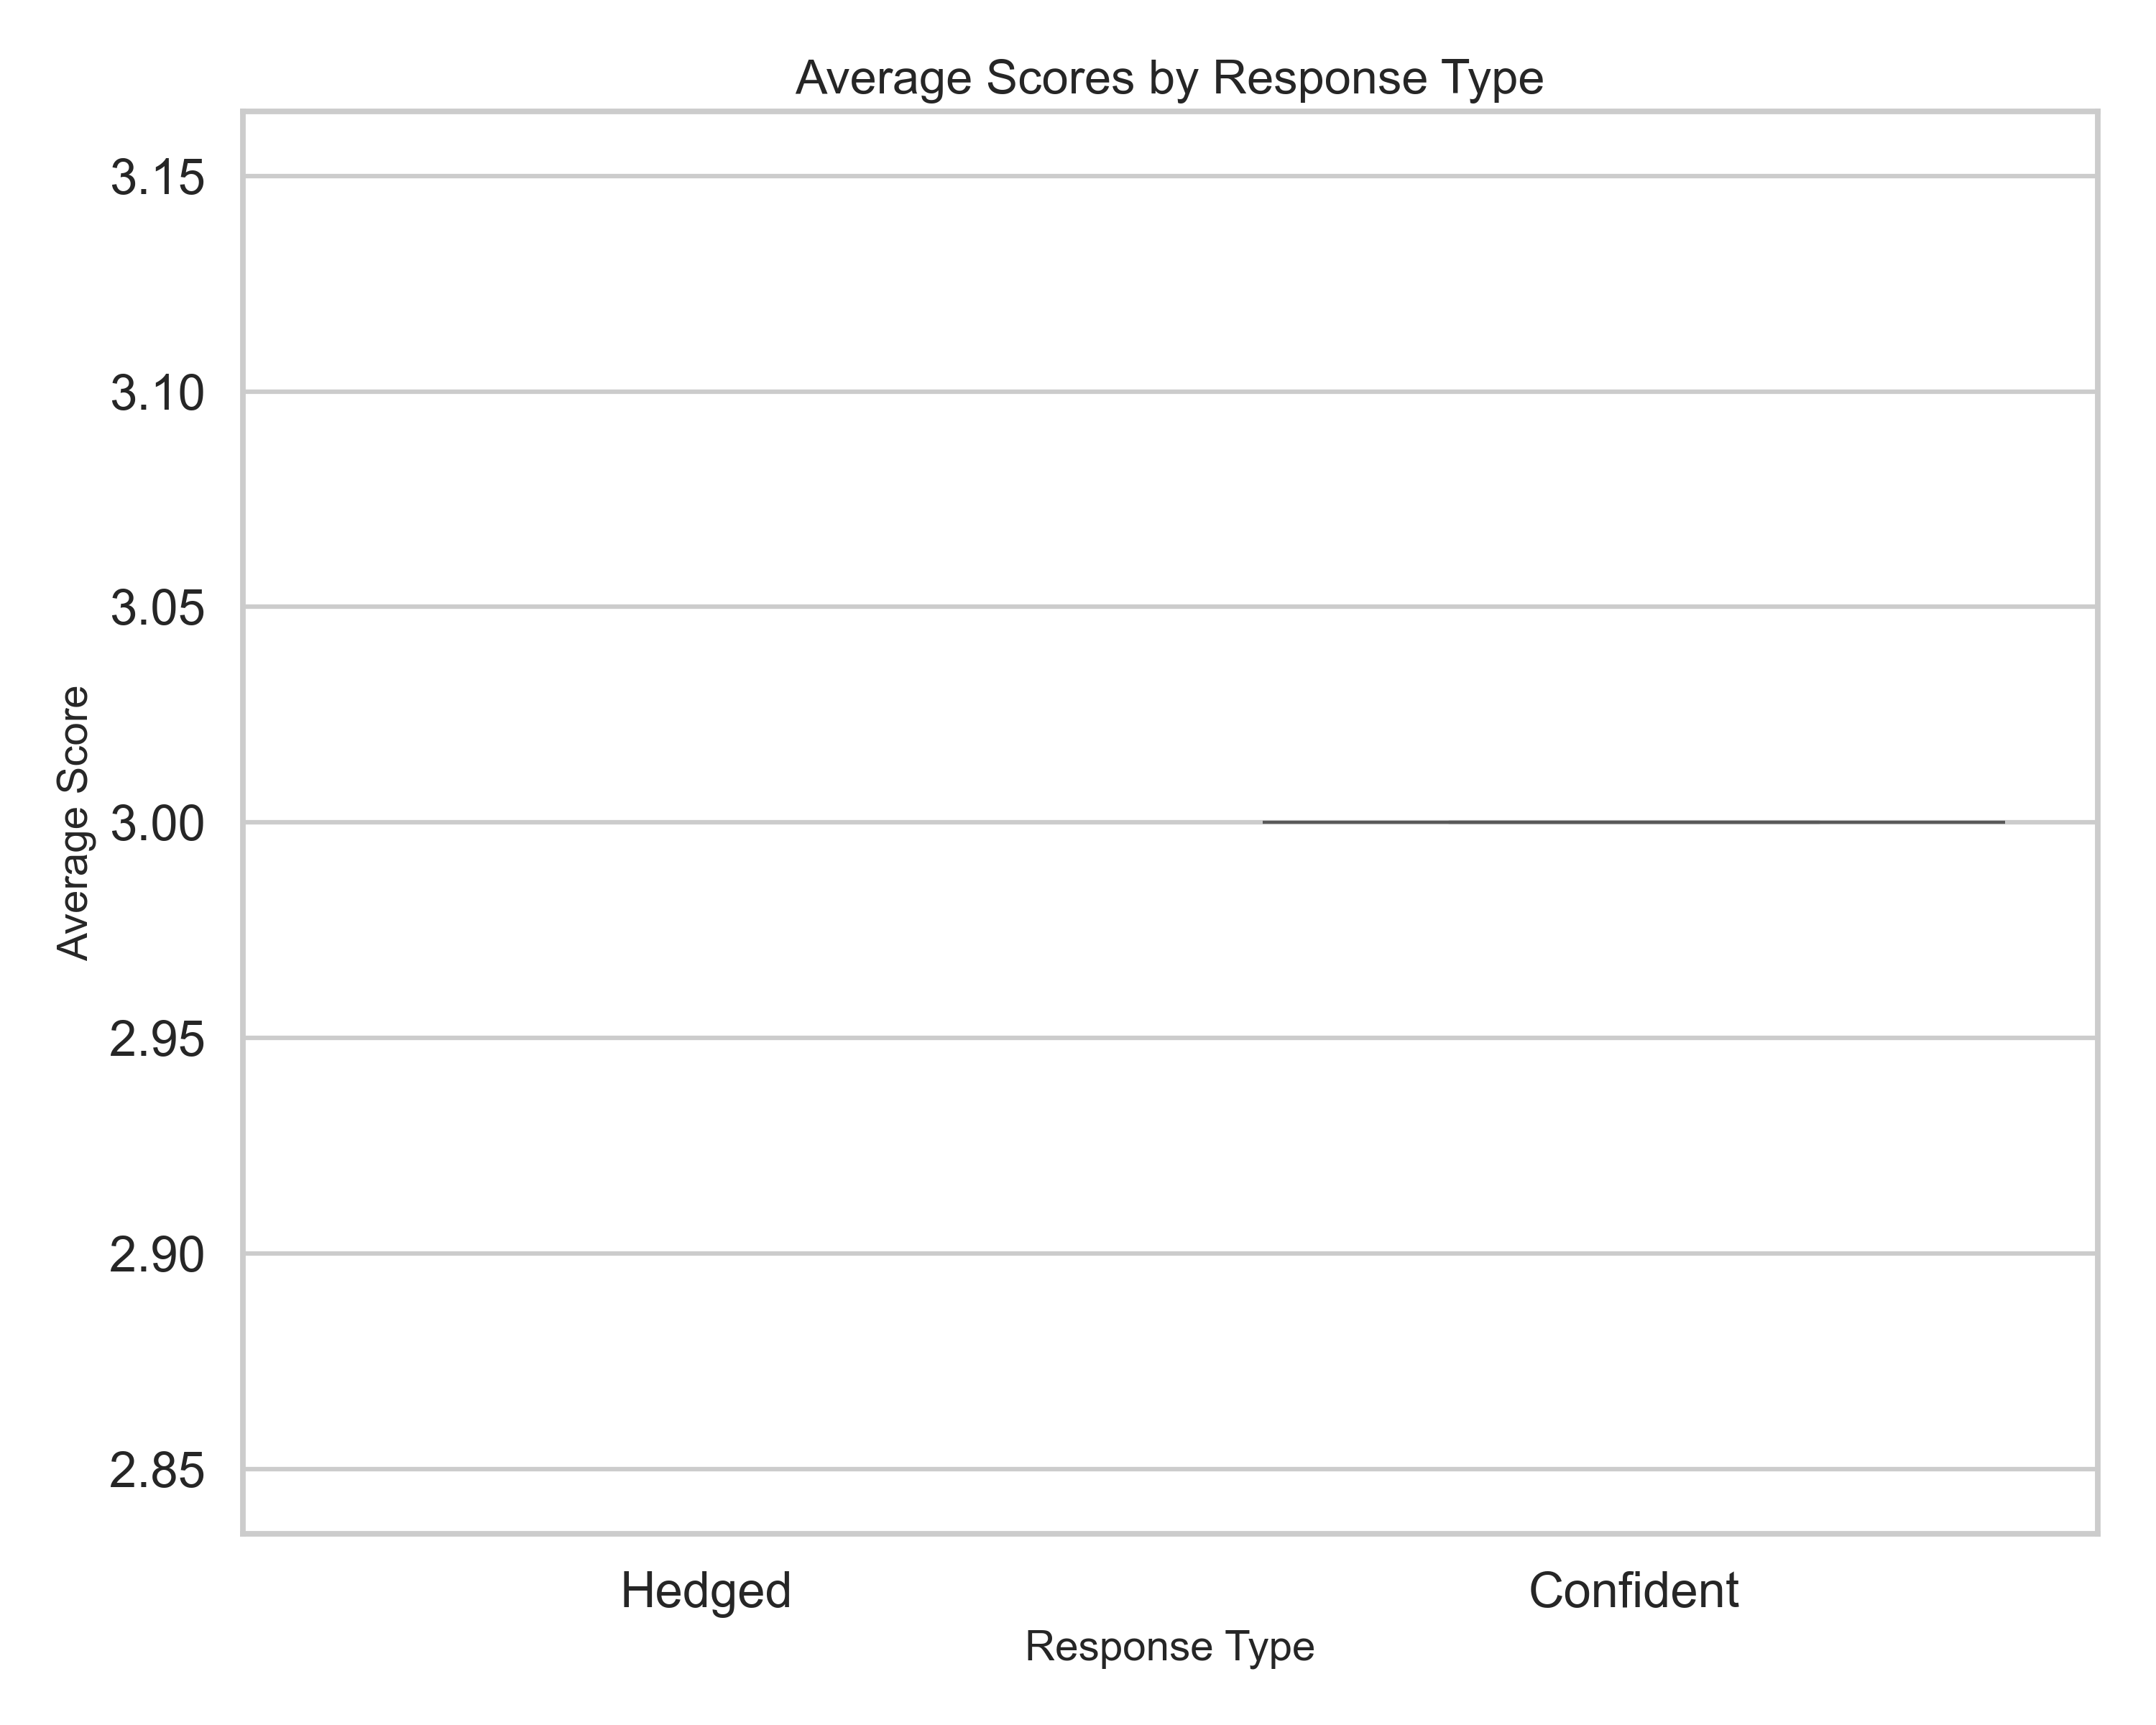 Average Scores by Response Type
3.15
3.10
3.05
3.00
2.95
2.90
2.85
Average Score
Hedged Confident
Response Type